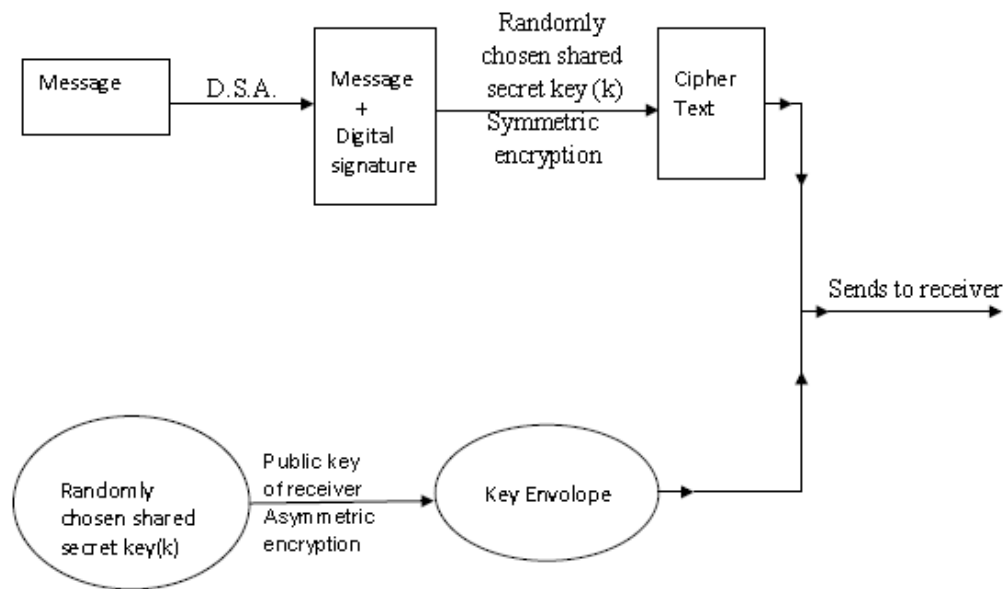 Message
D.S.A.
Message
+
Digital
signature
Randomly
chosen shared
secret key (k)
Symmetric
encryption
Cipher
Text
Sends to receiver
Randomly
chosen shared
secret key(k)
Public key
of receiver
Asymmetric
encryption
Key Envolope